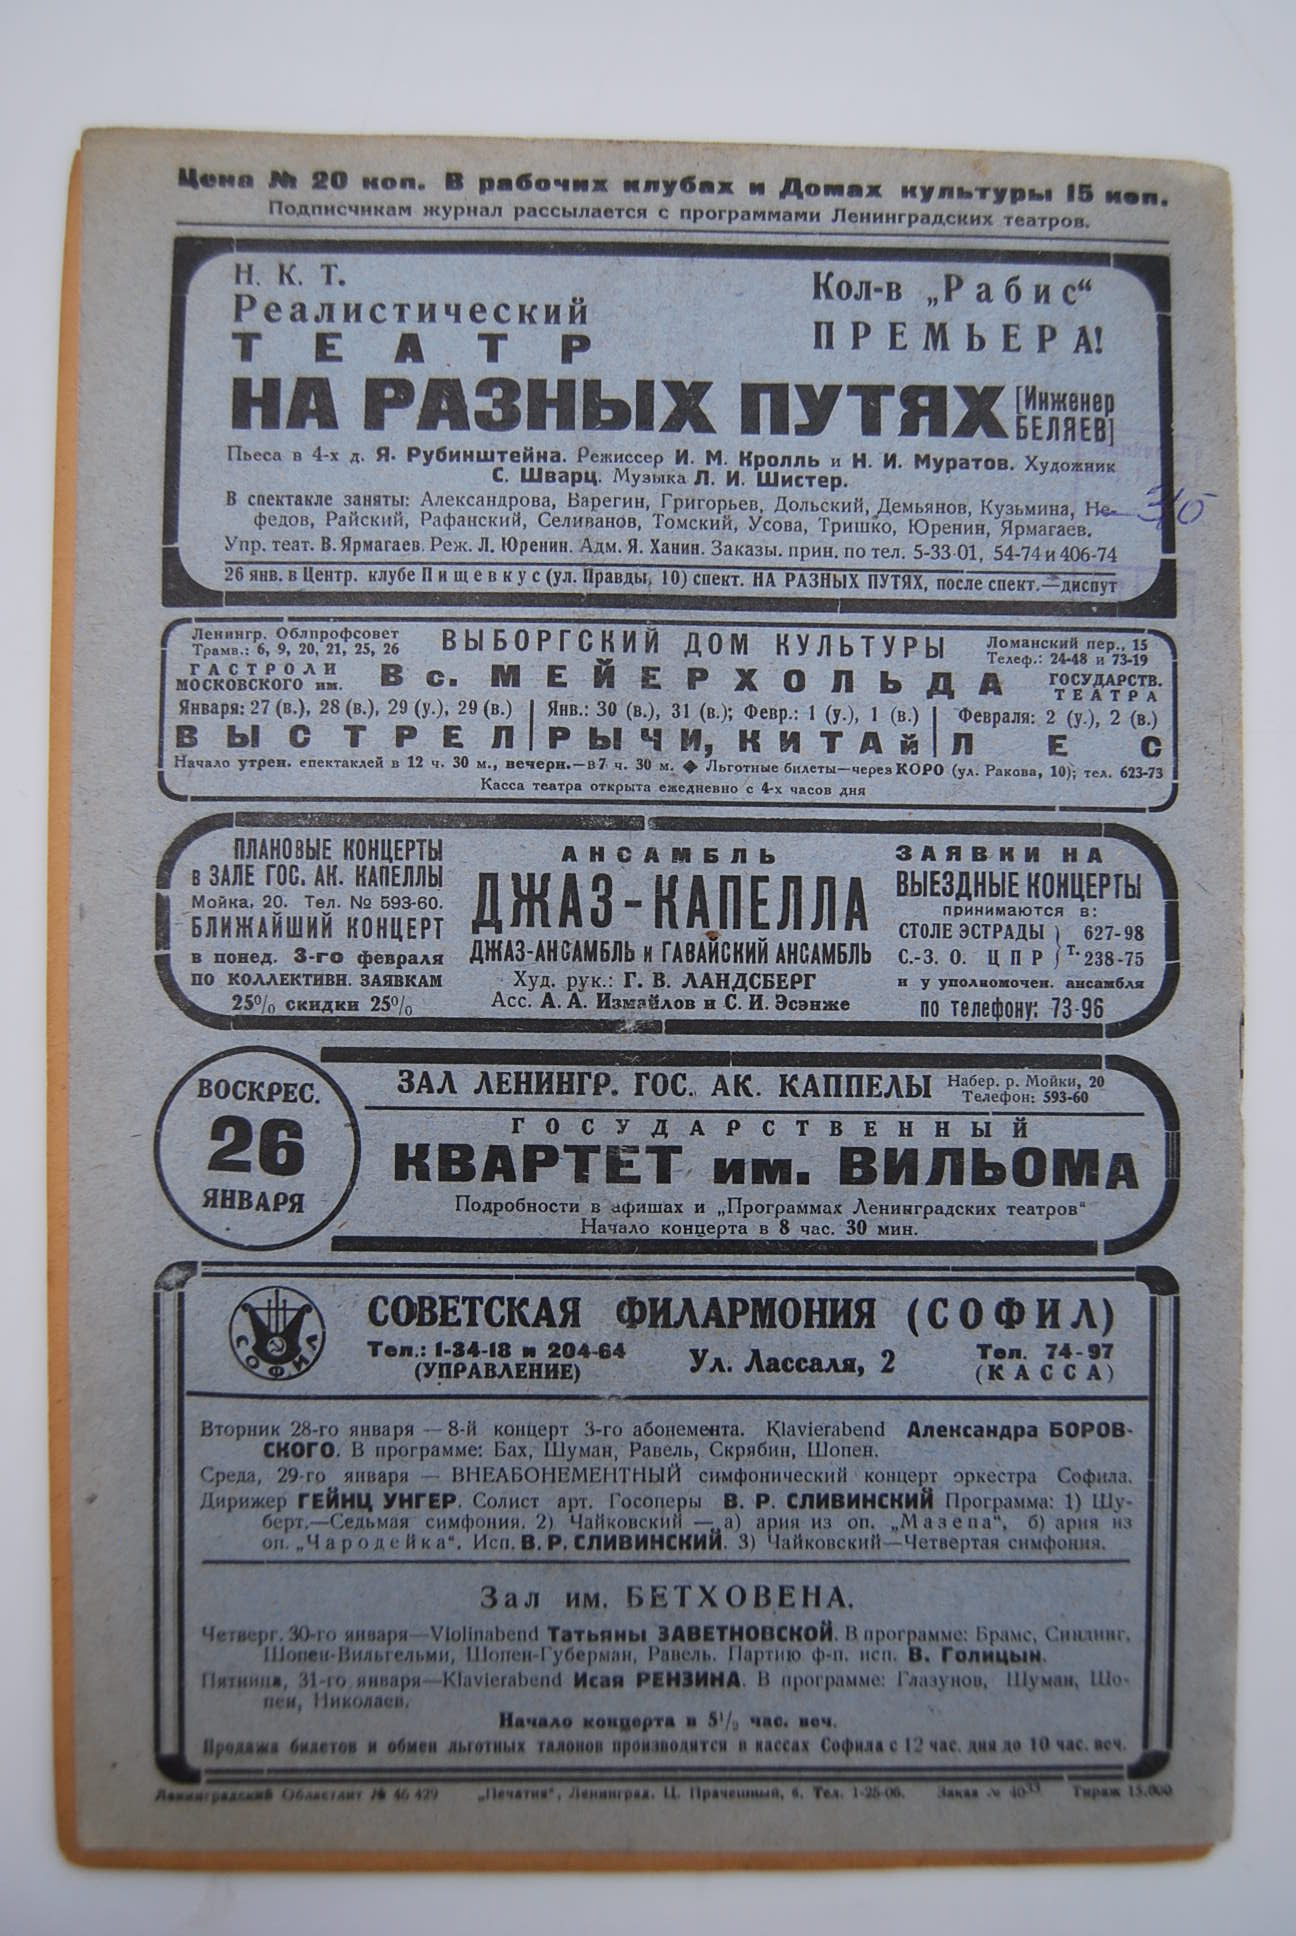 Цена № 20 коп. В рабочих клубах и Домах культуры 15 коп.
Подписчикам журнал рассылается с программами Ленинградских театров.
Н. К. Т.
Реалистический
ТЕАТР
Кол-в „Рабис“
ПРЕМЬЕРА!
НА РАЗНЫХ ПУТЯХ [Инженер БЕЛЯЕВ]
Пьеса в 4-х д. Я. Рубинштейна. Режиссер И. М. Кролль и Н. И. Муратов. Художник
С. Шварц. Музыка Л. И. Шистер.
В спектакле заняты: Александрова, Варегин, Григорьев, Дольский, Демьянов, Кузьмина, Не-
федов, Райский, Рафанский, Селиванов, Томский, Усова, Тришко, Юренин, Ярмагаев.
Упр. теат. В. Ярмагаев. Реж. Л. Юренин. Адм. Я. Ханин. Заказы. прин. по тел. 5-33 01, 54-74 и 406-74
26 янв. в Центр. клубе Пищевкус (ул. Правды, 10) спект. НА РАЗНЫХ ПУТЯХ, после спект.—диспут
Ленингр. Облпрофсовет
Трамв.: 6, 9, 20, 21, 25, 26
ВЫБОРГСКИЙ ДОМ КУЛЬТУРЫ
Ломанский пер., 15
Телеф.: 24-48 и 73-19
ГАСТРОЛИ
МОСКОВСКОГО им.
Вс. МЕЙЕРХОЛЬДА
ГОСУДАРСТВ.
ТЕАТРА
Января: 27 (в.), 28 (в.), 29 (у.), 29 (в.)
ВЫСТРЕЛ
Янв.: 30 (в.), 31 (в.); Февр.: 1 (у.), 1 (в.)
РЫЧИ, КИТАЙ
Февраля: 2 (у.), 2 (в.)
ЛЕС
Начало утрен. спектаклей в 12 ч. 30 м., вечерн.—в 7 ч. 30 м. ◆ Льготные билеты—через КОРО (ул. Ракова, 10); тел. 623-73
Касса театра открыта ежедневно с 4-х часов дня
ПЛАНОВЫЕ КОНЦЕРТЫ
в ЗАЛЕ ГОС. АК. КАПЕЛЛЫ
Мойка, 20. Тел. № 593-60.
БЛИЖАЙШИЙ КОНЦЕРТ
в понед. 3-го февраля
ПО КОЛЛЕКТИВН. ЗАЯВКАМ
25% скидки 25%
АНСАМБЛЬ
ДЖАЗ-КАПЕЛЛА
ДЖАЗ-АНСАМБЛЬ и ГАВАЙСКИЙ АНСАМБЛЬ
Худ. рук.: Г. В. ЛАНДСБЕРГ
Асс. А. А. Измайлов и С. И. Эсэнже
ЗАЯВКИ НА
ВЫЕЗДНЫЕ КОНЦЕРТЫ
принимаются в:
СТОЛЕ ЭСТРАДЫ } т. 627-98
С.-З. О. ЦПР } 238-75
и у уполномочен. ансамбля
по телефону: 73-96
ВОСКРЕС.
26
ЯНВАРЯ
ЗАЛ ЛЕНИНГР. ГОС. АК. КАППЕЛЫ
Набер. р. Мойки, 20
Телефон: 593-60
ГОСУДАРСТВЕННЫЙ
КВАРТЕТ им. ВИЛЬОМА
Подробности в афишах и „Программах Ленинградских театров“
Начало концерта в 8 час. 30 мин.
СОФИЛ
СОВЕТСКАЯ ФИЛАРМОНИЯ (СОФИЛ)
Тел.: 1-34-18 и 204-64
(УПРАВЛЕНИЕ)
Ул. Лассаля, 2
Тел. 74-97
(КАССА)
Вторник 28-го января — 8-й концерт 3-го абонемента. Klavierabend Александра БОРОВ-
СКОГО. В программе: Бах, Шуман, Равель, Скрябин, Шопен.
Среда, 29-го января — ВНЕАБОНЕМЕНТНЫЙ симфонический концерт оркестра Софила.
Дирижер ГЕЙНЦ УНГЕР. Солист арт. Госоперы В. Р. СЛИВИНСКИЙ Программа: 1) Шу-
берт.—Седьмая симфония. 2) Чайковский — а) ария из оп. „Мазепа“, б) ария из
оп. „Чародейка“. Исп. В. Р. СЛИВИНСКИЙ. 3) Чайковский—Четвертая симфония.
Зал им. БЕТХОВЕНА.
Четверг, 30-го января—Violinabend Татьяны ЗАВЕТНОВСКОЙ. В программе: Брамс, Синдинг,
Шопен-Вильгельми, Шопен-Губерман, Равель. Партию ф-п. исп. В. Голицын.
Пятница, 31-го января—Klavierabend Исая РЕНЗИНА. В программе: Глазунов, Шуман, Шо-
пен, Николаев.
Начало концерта в 8½ час. веч.
Продажа билетов и обмен льготных талонов производится в кассах Софила с 12 час. дня до 10 час. веч.
Ленинградский Областлит № 46 429
„Печатня“, Ленинград, Ц. Прачешный, 6. Тел. 1-25-06.
Заказ № 4033
Тираж 15.000